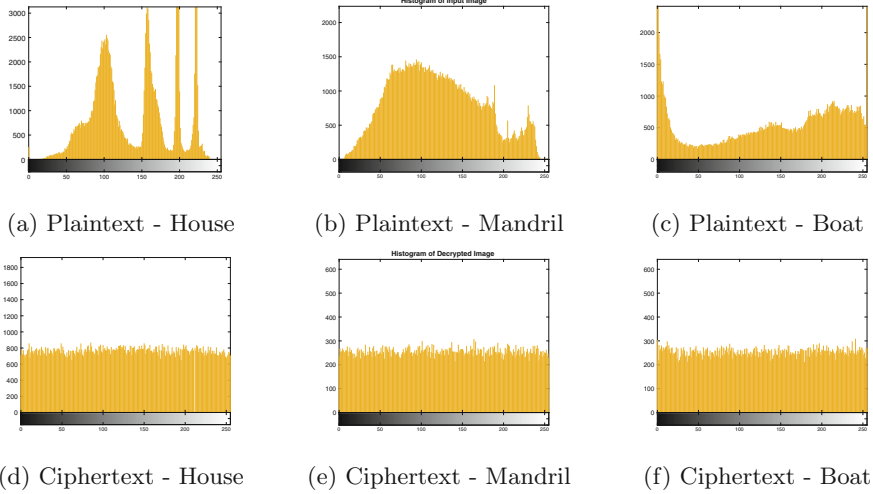 Histogram of Input Image
3000
2500
2000
1500
1000
500
0
0 50 100 150 200 250
2000
1500
1000
500
0
0 50 100 150 200 250
2000
1500
1000
500
0
0 50 100 150 200 250
(a) Plaintext - House
(b) Plaintext - Mandril
(c) Plaintext - Boat
Histogram of Decrypted Image
1800
1600
1400
1200
1000
800
600
400
200
0
0 50 100 150 200 250
600
500
400
300
200
100
0
0 50 100 150 200 250
600
500
400
300
200
100
0
0 50 100 150 200 250
(d) Ciphertext - House
(e) Ciphertext - Mandril
(f) Ciphertext - Boat